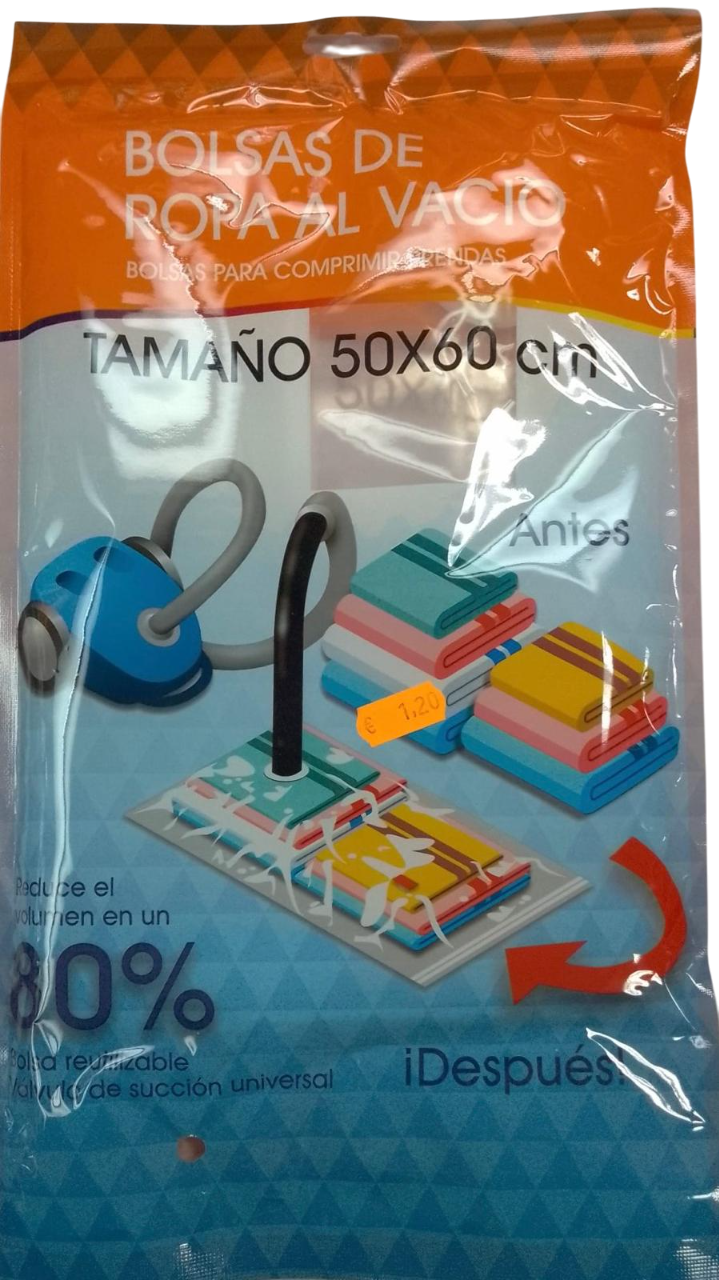 BOLSAS DE
ROPA AL VACIO
BOLSAS PARA COMPRIMIR PRENDAS
TAMAÑO 50X60 cm
Antes
€ 1,20
Reduce el
volumen en un
80%
Bolsa reutilizable
Válvula de succión universal
¡Después!